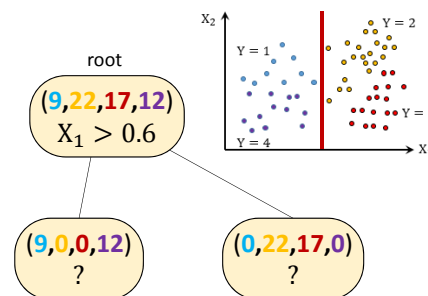 root
(9,22,17,12)
X₁ > 0.6
(9,0,0,12)
?
(0,22,17,0)
?
X₂
Y = 1
Y = 2
Y =
Y = 4
X